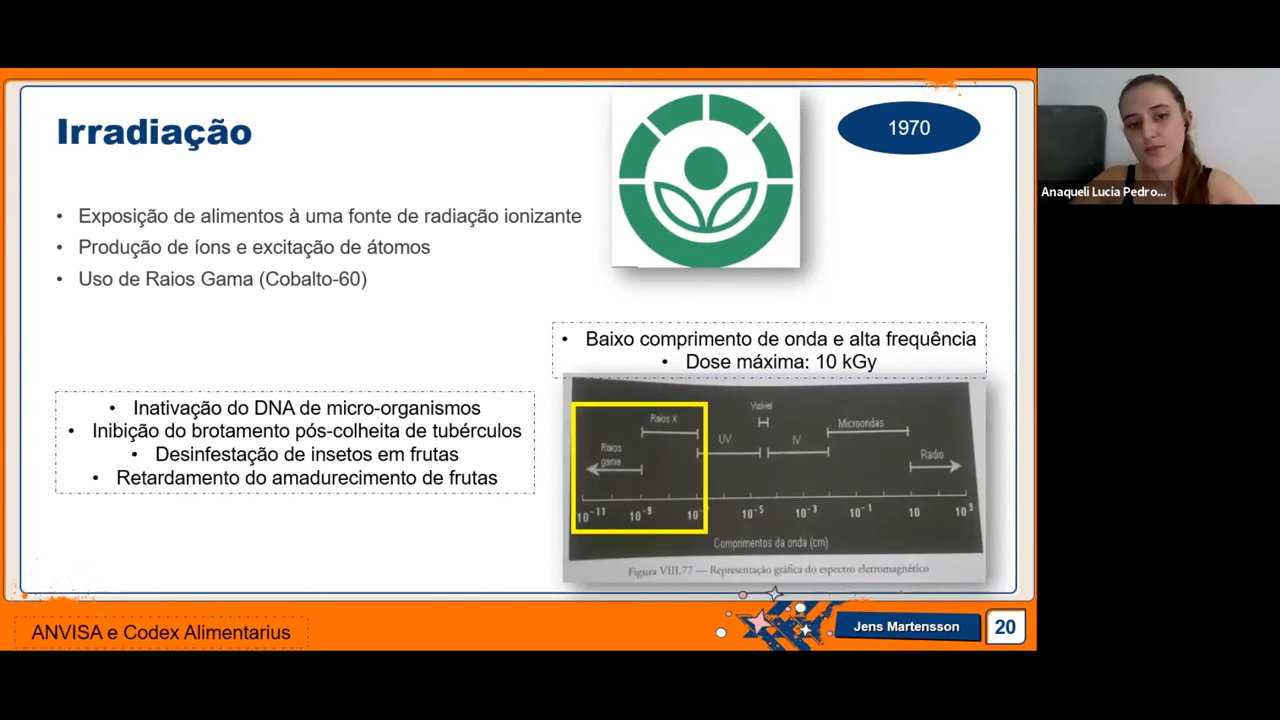 Irradiação
1970
• Exposição de alimentos à uma fonte de radiação ionizante
• Produção de íons e excitação de átomos
• Uso de Raios Gama (Cobalto-60)
Anaqueli Lucia Pedro...
• Baixo comprimento de onda e alta frequência
• Dose máxima: 10 kGy
• Inativação do DNA de micro-organismos
• Inibição do brotamento pós-colheita de tubérculos
• Desinfestação de insetos em frutas
• Retardamento do amadurecimento de frutas
Visível
Raios X
Microondas
UV
IV
Raios
gama
Radio
10⁻¹¹ 10⁻⁹ 10⁻⁵ 10⁻³ 10⁻¹ 10 10³
Comprimentos da onda (cm)
Figura VIII.77 — Representação gráfica do espectro eletromagnético
ANVISA e Codex Alimentarius
Jens Martensson
20